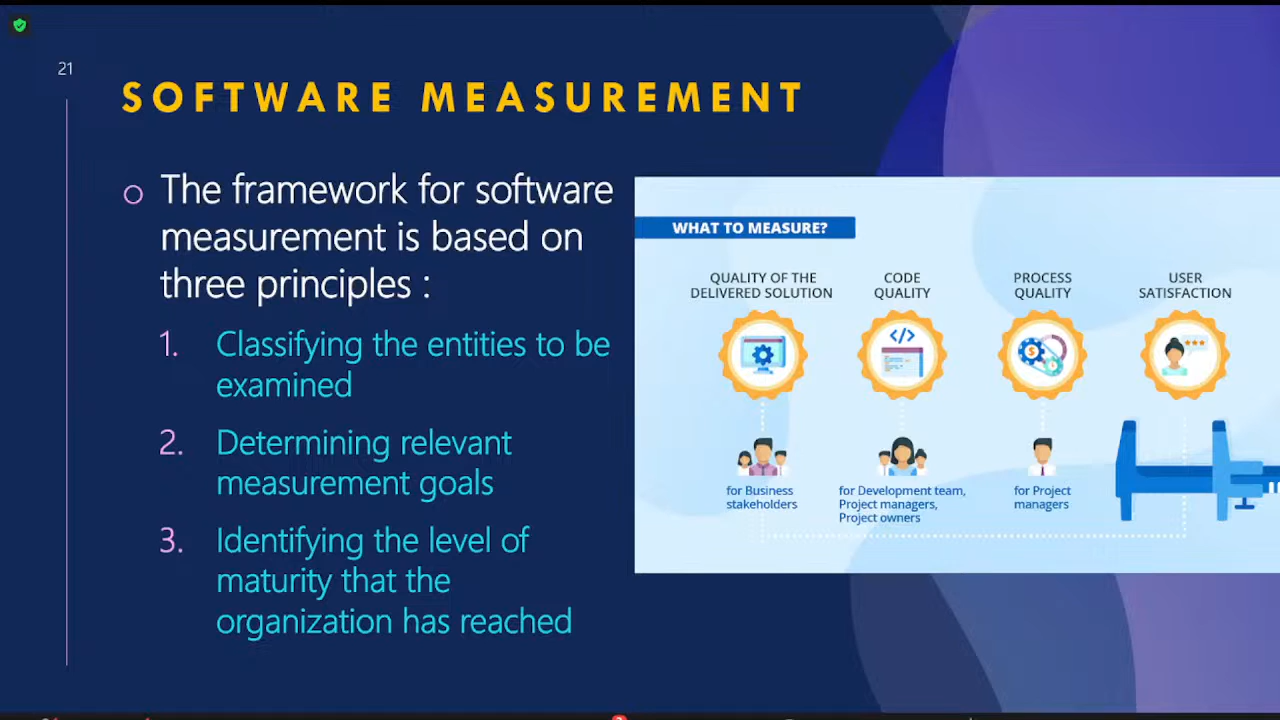 21
SOFTWARE MEASUREMENT
The framework for software
measurement is based on
three principles :
1. Classifying the entities to be
examined
2. Determining relevant
measurement goals
3. Identifying the level of
maturity that the
organization has reached
WHAT TO MEASURE?
QUALITY OF THE
DELIVERED SOLUTION
CODE
QUALITY
PROCESS
QUALITY
USER
SATISFACTION
for Business
stakeholders
for Development team,
Project managers,
Project owners
for Project
managers